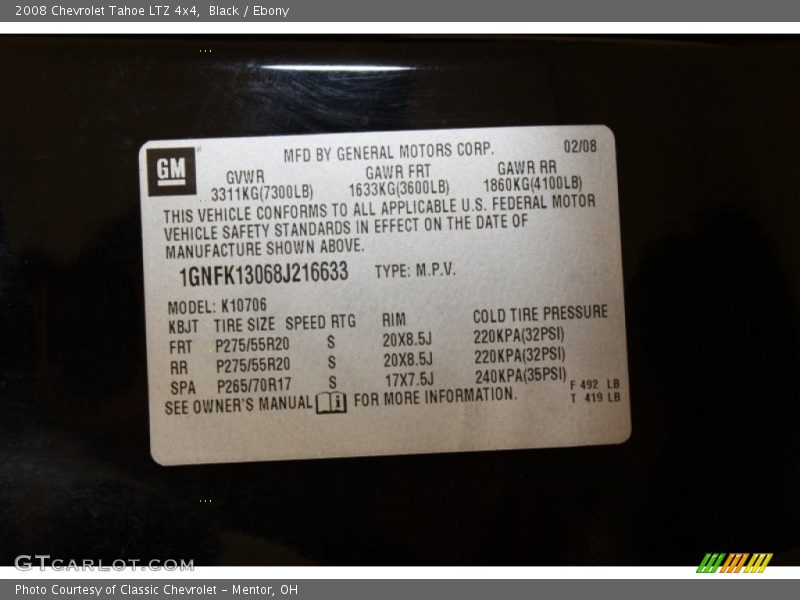 2008 Chevrolet Tahoe LTZ 4x4, Black / Ebony
GM
MFD BY GENERAL MOTORS CORP. 02/08
GVWR GAWR FRT GAWR RR
3311KG(7300LB) 1633KG(3600LB) 1860KG(4100LB)
THIS VEHICLE CONFORMS TO ALL APPLICABLE U.S. FEDERAL MOTOR
VEHICLE SAFETY STANDARDS IN EFFECT ON THE DATE OF
MANUFACTURE SHOWN ABOVE.
1GNFK13068J216633 TYPE: M.P.V.
MODEL: K10706
KBJT TIRE SIZE SPEED RTG RIM COLD TIRE PRESSURE
FRT P275/55R20 S 20X8.5J 220KPA(32PSI)
RR P275/55R20 S 20X8.5J 220KPA(32PSI)
SPA P265/70R17 S 17X7.5J 240KPA(35PSI)
F 492 LB
T 419 LB
SEE OWNER'S MANUAL FOR MORE INFORMATION.
GTCARLOT.COM
Photo Courtesy of Classic Chevrolet - Mentor, OH